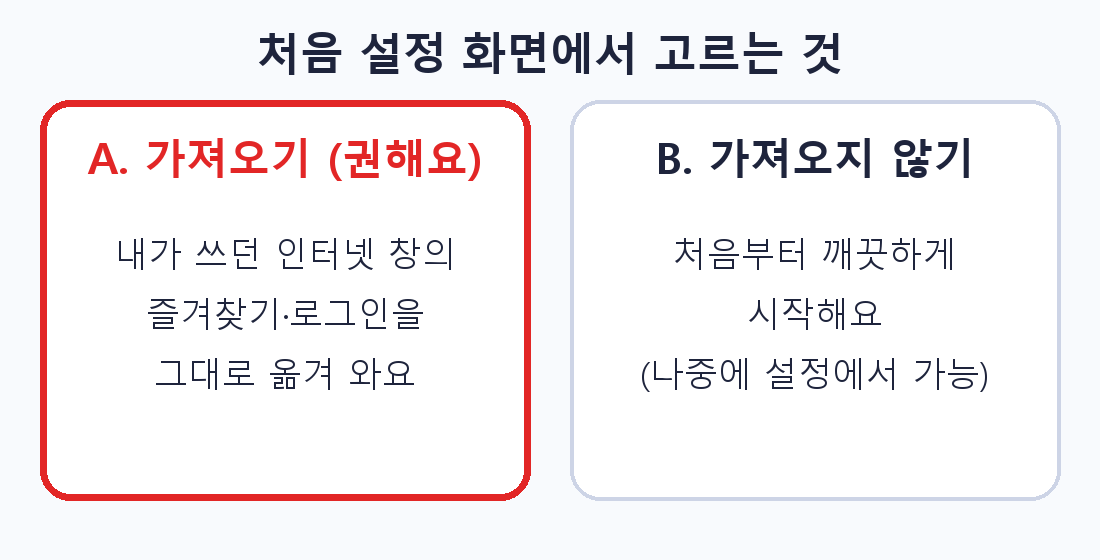 처음 설정 화면에서 고르는 것
A. 가져오기 (권해요)
내가 쓰던 인터넷 창의
즐겨찾기·로그인을
그대로 옮겨 와요
B. 가져오지 않기
처음부터 깨끗하게
시작해요
(나중에 설정에서 가능)